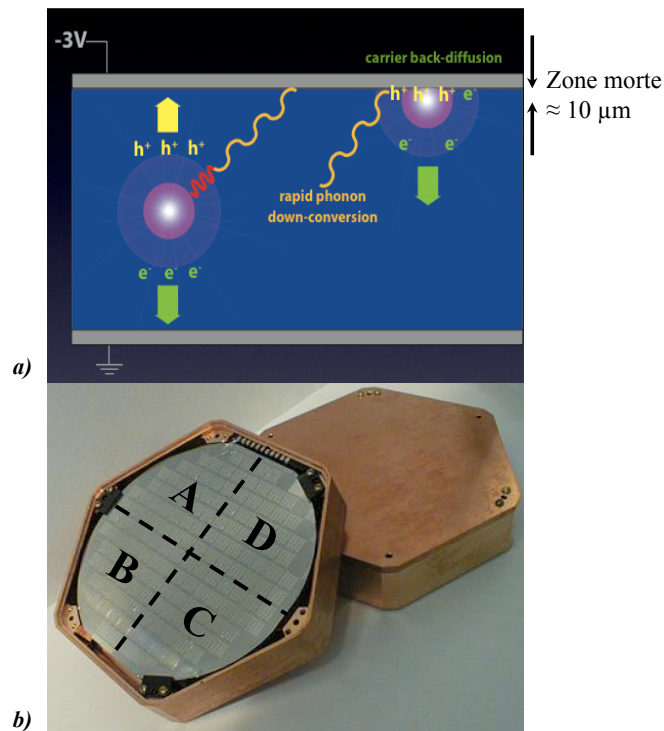 -3V
carrier back-diffusion
h⁺ h⁺ h⁺ e⁻
Zone morte
≈ 10 µm
h⁺ h⁺ h⁺
e⁻ e⁻
rapid phonon
down-conversion
e⁻ e⁻ e⁻
a)
A
D
B
C
b)